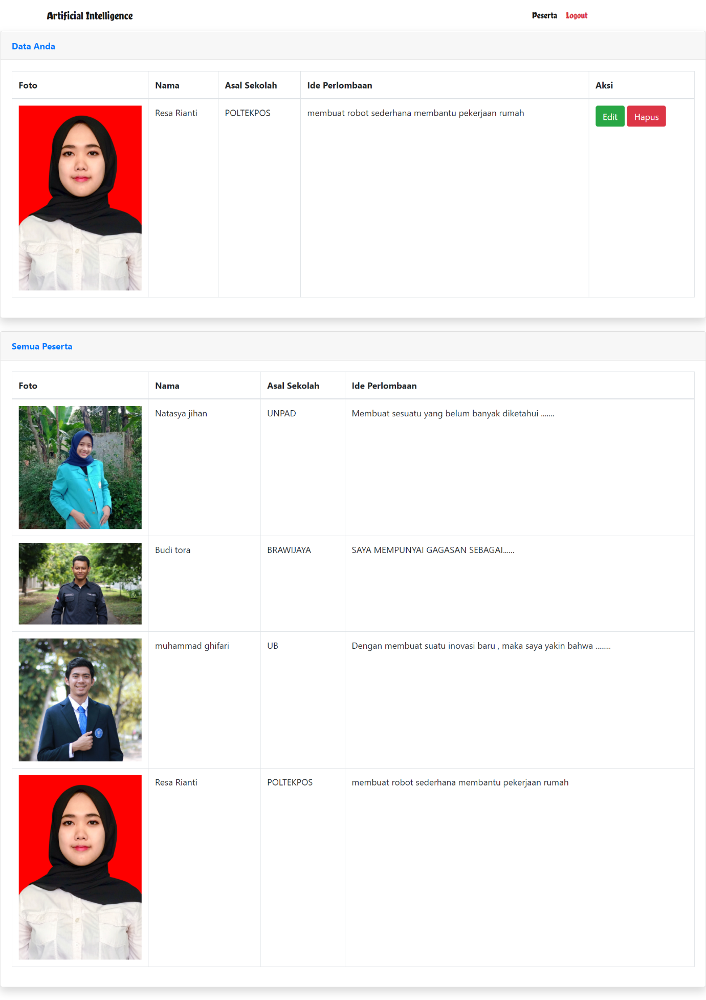 Artificial Intelligence
Peserta Logout
Data Anda
Foto Nama Asal Sekolah Ide Perlombaan Aksi
Resa Rianti POLTEKPOS membuat robot sederhana membantu pekerjaan rumah Edit Hapus
Semua Peserta
Foto Nama Asal Sekolah Ide Perlombaan
Natasya jihan UNPAD Membuat sesuatu yang belum banyak diketahui .......
Budi tora BRAWIJAYA SAYA MEMPUNYAI GAGASAN SEBAGAI......
muhammad ghifari UB Dengan membuat suatu inovasi baru , maka saya yakin bahwa ........
Resa Rianti POLTEKPOS membuat robot sederhana membantu pekerjaan rumah